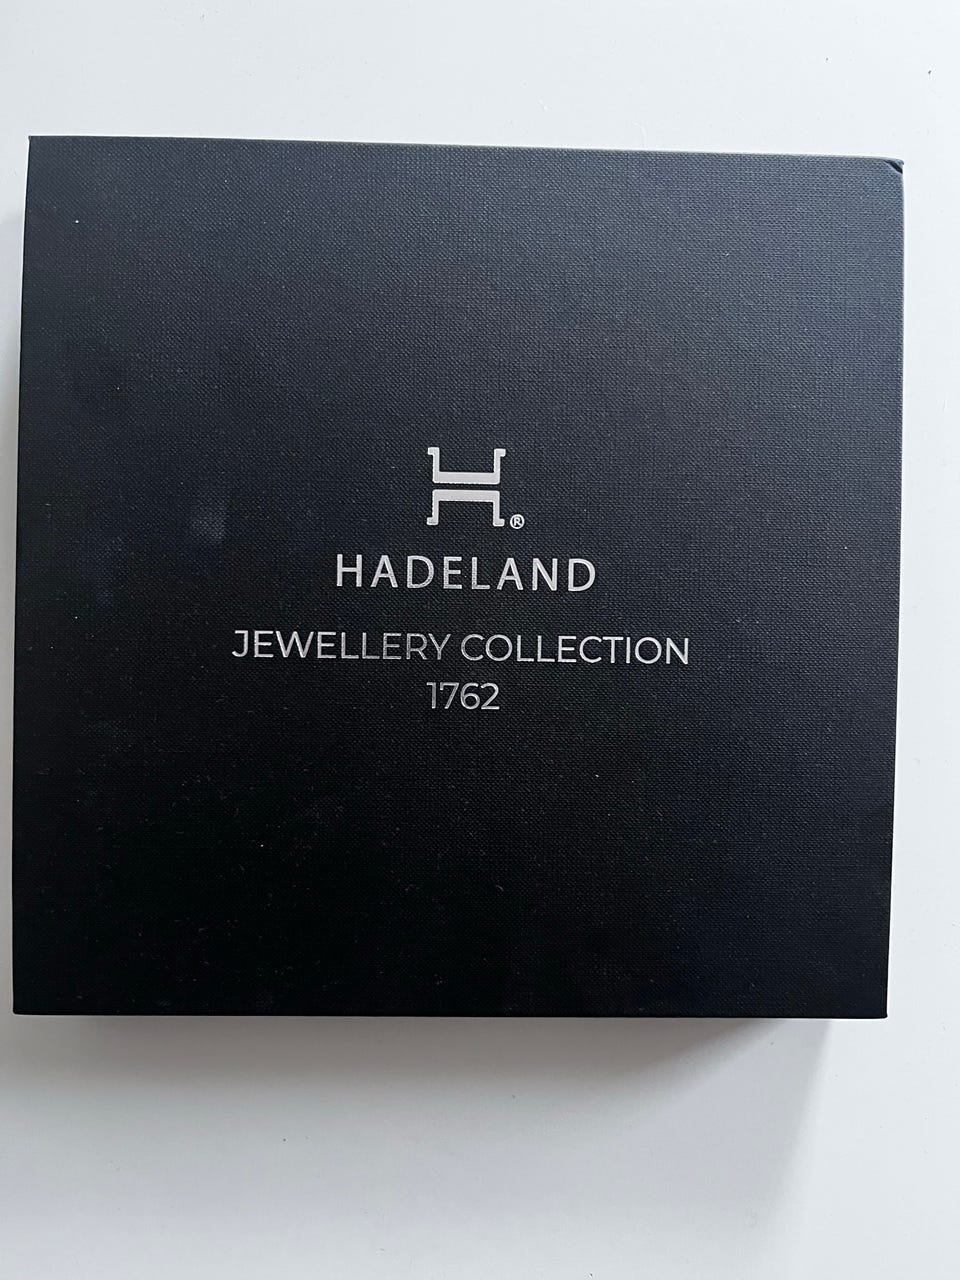 H®
HADELAND
JEWELLERY COLLECTION
1762